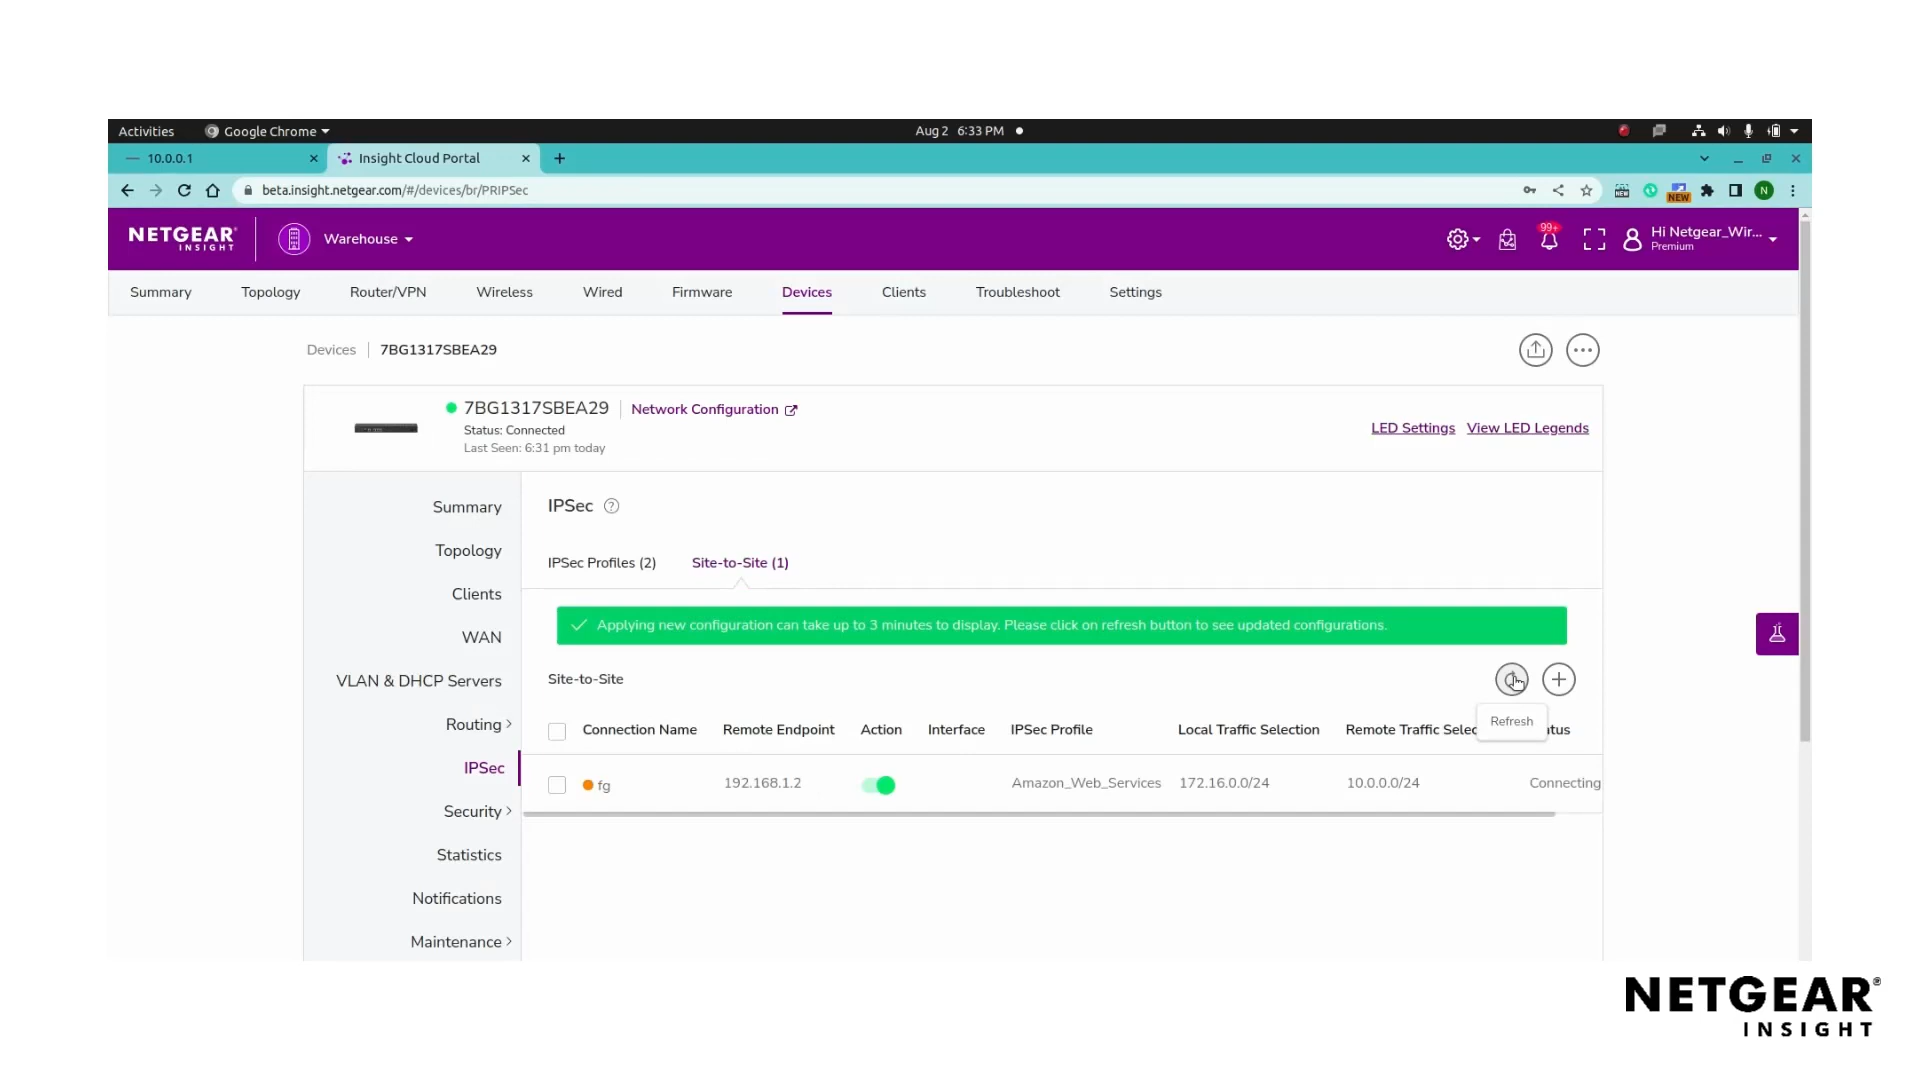 Activities Google Chrome Aug 2 6:33 PM
10.0.0.1 Insight Cloud Portal
beta.insight.netgear.com/#/devices/br/PRIPSec NEW NEW N
NETGEAR INSIGHT Warehouse 99+ Hi Netgear_Wir... Premium
Summary Topology Router/VPN Wireless Wired Firmware Devices Clients Troubleshoot Settings
Devices 7BG1317SBEA29
7BG1317SBEA29 Network Configuration
Status: Connected
Last Seen: 6:31 pm today
LED Settings View LED Legends
Summary
Topology
Clients
WAN
VLAN & DHCP Servers
Routing
IPSec
Security
Statistics
Notifications
Maintenance
IPSec ?
IPSec Profiles (2) Site-to-Site (1)
Applying new configuration can take up to 3 minutes to display. Please click on refresh button to see updated configurations.
Site-to-Site
Refresh
Connection Name Remote Endpoint Action Interface IPSec Profile Local Traffic Selection Remote Traffic Selec tus
fg 192.168.1.2 Amazon_Web_Services 172.16.0.0/24 10.0.0.0/24 Connecting
NETGEAR®
INSIGHT